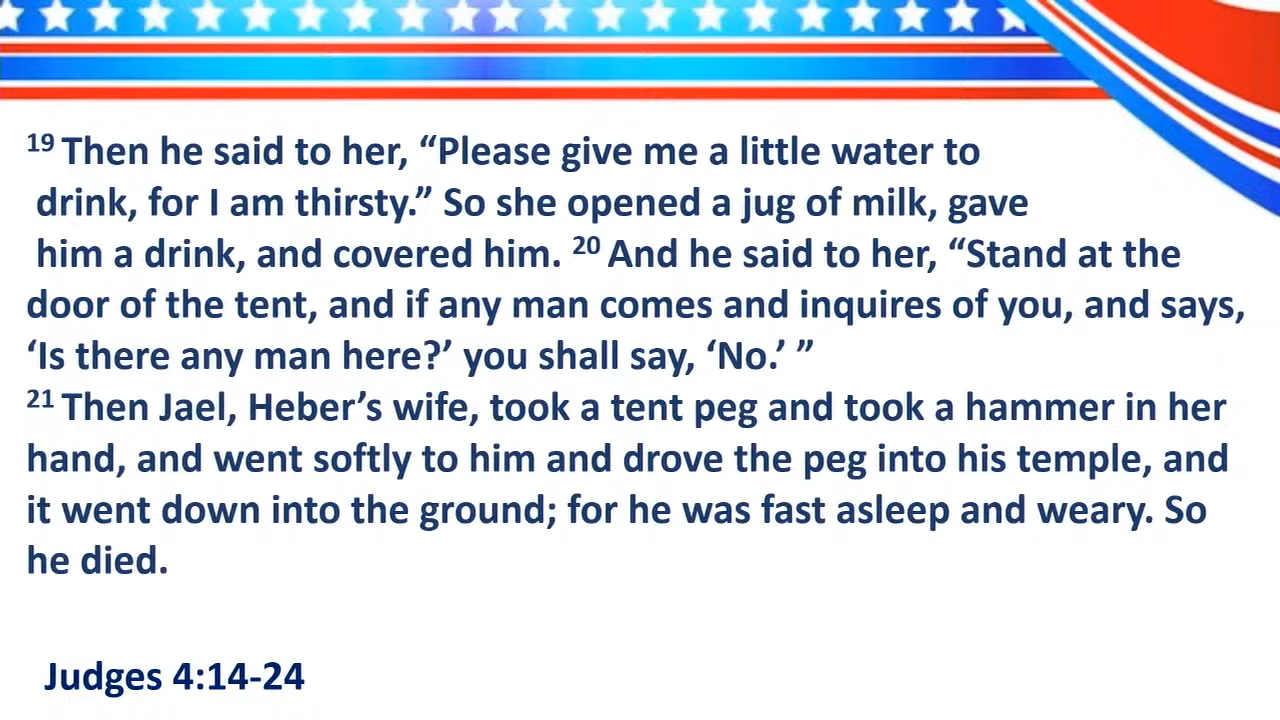 19 Then he said to her, “Please give me a little water to
drink, for I am thirsty.” So she opened a jug of milk, gave
him a drink, and covered him. 20 And he said to her, “Stand at the
door of the tent, and if any man comes and inquires of you, and says,
‘Is there any man here?’ you shall say, ‘No.’ ”
21 Then Jael, Heber’s wife, took a tent peg and took a hammer in her
hand, and went softly to him and drove the peg into his temple, and
it went down into the ground; for he was fast asleep and weary. So
he died.
Judges 4:14-24